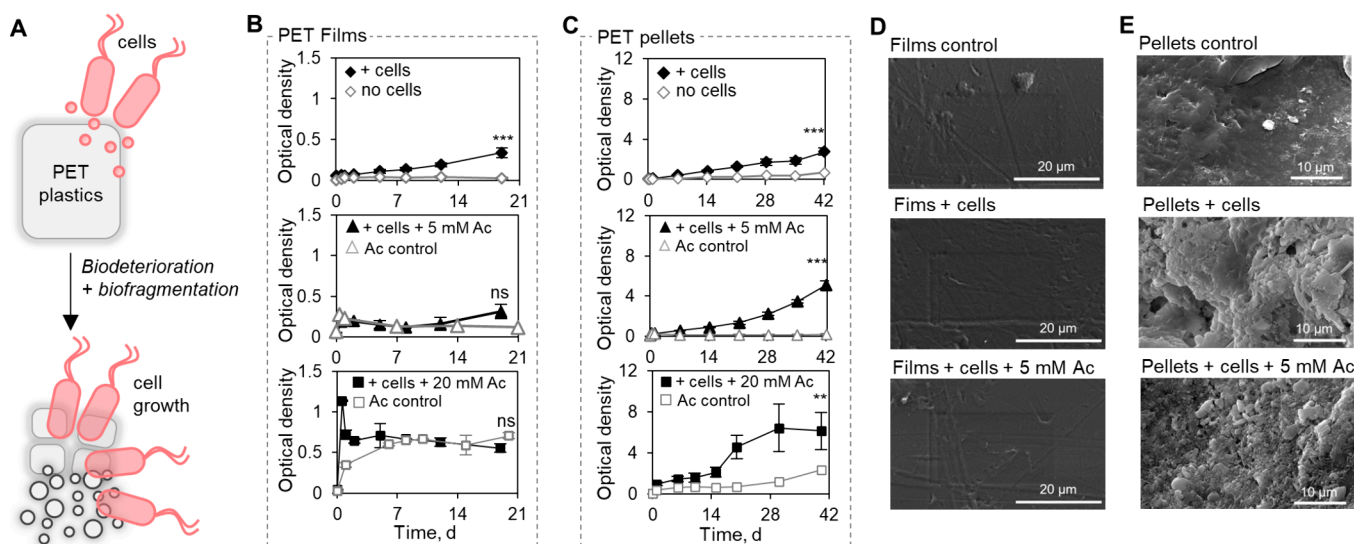 A
cells
PET
plastics
Biodeterioration
+ biofragmentation
cell
growth
B
PET Films
Optical density
1.5
1
0.5
0
+ cells
no cells
***
0 7 14 21
Optical density
1.5
1
0.5
0
+ cells + 5 mM Ac
Ac control
ns
0 7 14 21
Optical density
1.5
1
0.5
0
+ cells + 20 mM Ac
Ac control
ns
0 7 14 21
Time, d
C
PET pellets
Optical density
12
8
4
0
+ cells
no cells
***
0 14 28 42
Optical density
12
8
4
0
+ cells + 5 mM Ac
Ac control
***
0 14 28 42
Optical density
12
8
4
0
+ cells + 20 mM Ac
Ac control
**
0 14 28 42
Time, d
D
Films control
20 µm
Fims + cells
20 µm
Films + cells + 5 mM Ac
20 µm
E
Pellets control
10 µm
Pellets + cells
10 µm
Pellets + cells + 5 mM Ac
10 µm